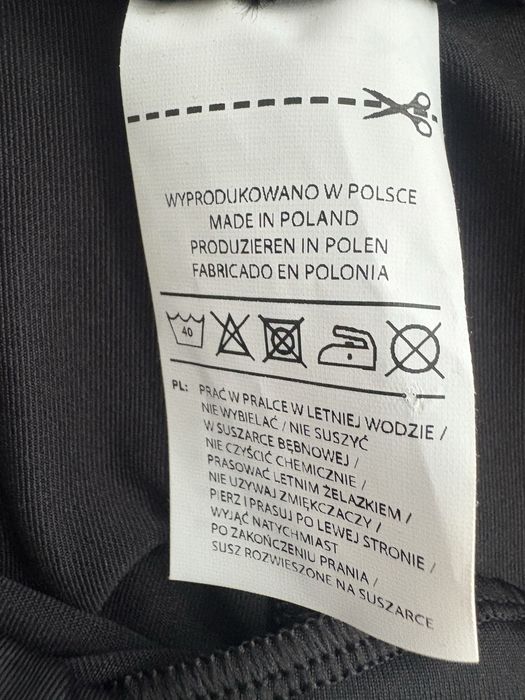 WYPRODUKOWANO W POLSCE
MADE IN POLAND
PRODUZIEREN IN POLEN
FABRICADO EN POLONIA
40
PL: PRAĆ W PRALCE W LETNIEJ WODZIE /
NIE WYBIELAĆ / NIE SUSZYĆ
W SUSZARCE BĘBNOWEJ /
NIE CZYŚCIĆ CHEMICZNIE /
PRASOWAĆ LETNIM ŻELAZKIEM /
NIE UŻYWAJ ZMIĘKCZACZY /
PIERZ I PRASUJ PO LEWEJ STRONIE /
WYJĄĆ NATYCHMIAST
PO ZAKOŃCZENIU PRANIA /
SUSZ ROZWIESZONE NA SUSZARCE